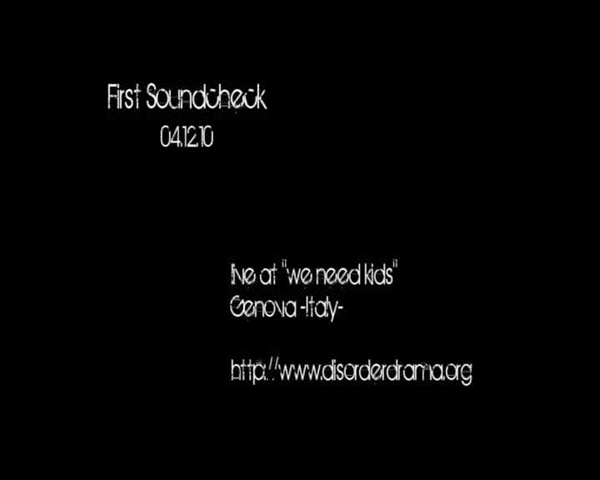 First Soundcheck
04.12.10
live at "we need kids"
Genova -Italy-
http://www.disorderdrama.org